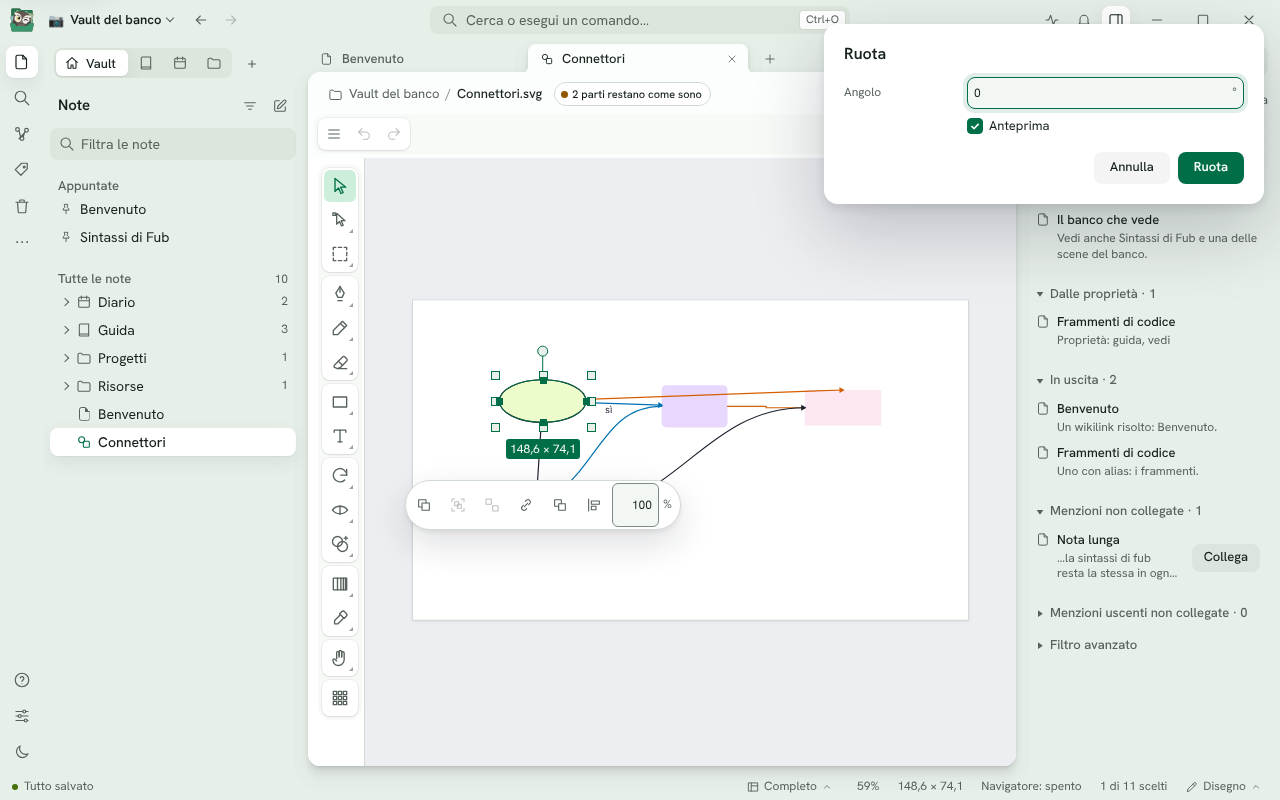 Vault del banco
Cerca o esegui un comando...
Ctrl+O
Vault
Benvenuto
Connettori
Note
Filtra le note
Appuntate
Benvenuto
Sintassi di Fub
Tutte le note
10
Diario
2
Guida
3
Progetti
1
Risorse
1
Benvenuto
Connettori
Tutto salvato
Vault del banco / Connettori.svg
2 parti restano come sono
sì
148,6 × 74,1
100
%
Ruota
Angolo
0
°
Anteprima
Annulla
Ruota
a
Il banco che vede
Vedi anche Sintassi di Fub e una delle
scene del banco.
Dalle proprietà · 1
Frammenti di codice
Proprietà: guida, vedi
In uscita · 2
Benvenuto
Un wikilink risolto: Benvenuto.
Frammenti di codice
Uno con alias: i frammenti.
Menzioni non collegate · 1
Nota lunga
...la sintassi di fub
resta la stessa in ogn...
Collega
Menzioni uscenti non collegate · 0
Filtro avanzato
Completo
59%
148,6 × 74,1
Navigatore: spento
1 di 11 scelti
Disegno